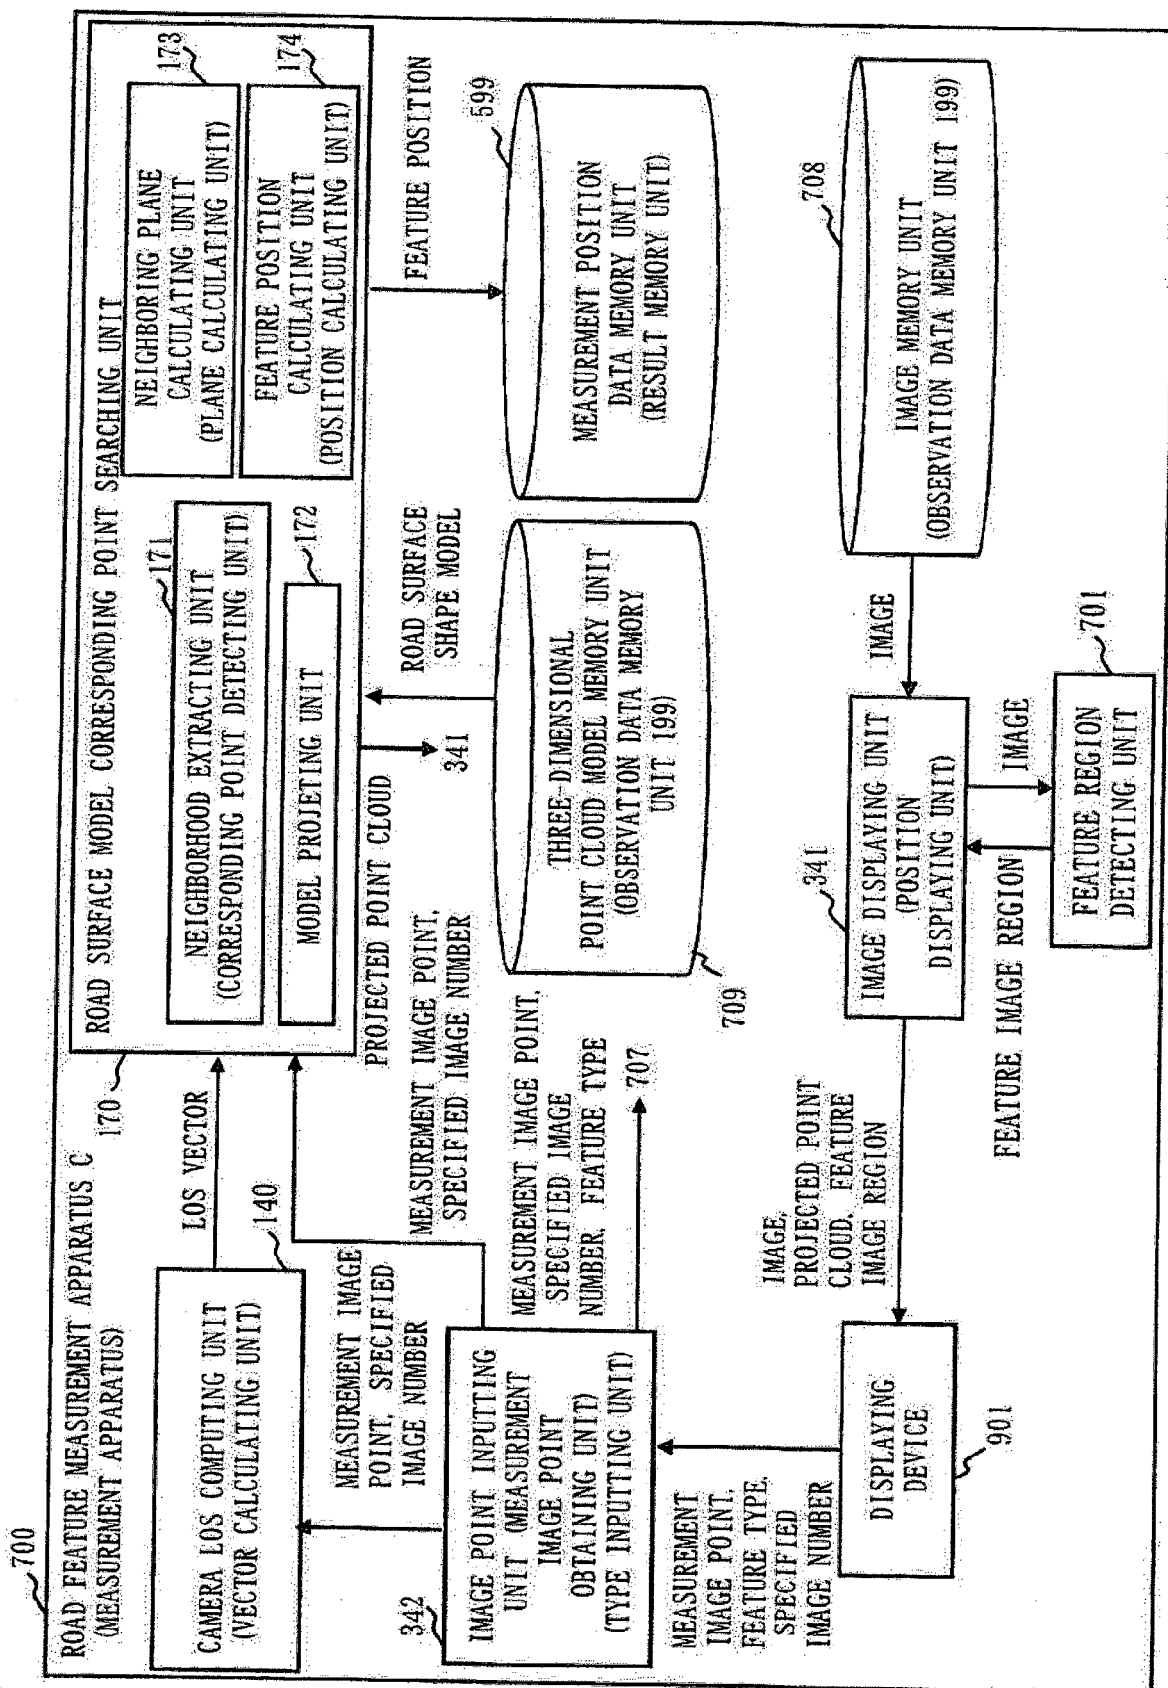 700
ROAD FEATURE MEASUREMENT APPARATUS C
(MEASUREMENT APPARATUS)
CAMERA LOS COMPUTING UNIT
(VECTOR CALCULATING UNIT)
140
LOS VECTOR
170
ROAD SURFACE MODEL CORRESPONDING POINT SEARCHING UNIT
171
NEIGHBORHOOD EXTRACTING UNIT
(CORRESPONDING POINT DETECTING UNIT)
172
MODEL PROJETING UNIT
173
NEIGHBORING PLANE
CALCULATING UNIT
(PLANE CALCULATING UNIT)
174
FEATURE POSITION
CALCULATING UNIT
(POSITION CALCULATING UNIT)
MEASUREMENT IMAGE
POINT, SPECIFIED
IMAGE NUMBER
MEASUREMENT IMAGE POINT,
SPECIFIED IMAGE NUMBER
PROJECTED POINT CLOUD
341
ROAD SURFACE
SHAPE MODEL
FEATURE POSITION
342
IMAGE POINT INPUTTING
UNIT (MEASUREMENT
IMAGE POINT
OBTAINING UNIT)
(TYPE INPUTTING UNIT)
MEASUREMENT IMAGE POINT,
SPECIFIED IMAGE
NUMBER, FEATURE TYPE
707
709
THREE-DIMENSIONAL
POINT CLOUD MODEL MEMORY UNIT
(OBSERVATION DATA MEMORY
UNIT 199)
599
MEASUREMENT POSITION
DATA MEMORY UNIT
(RESULT MEMORY UNIT)
MEASUREMENT
IMAGE POINT,
FEATURE TYPE,
SPECIFIED
IMAGE NUMBER
DISPLAYING
DEVICE
901
IMAGE,
PROJECTED POINT
CLOUD, FEATURE
IMAGE REGION
341
IMAGE DISPLAYING UNIT
(POSITION
DISPLAYING UNIT)
IMAGE
708
IMAGE MEMORY UNIT
(OBSERVATION DATA MEMORY UNIT 199)
FEATURE IMAGE REGION
IMAGE
701
FEATURE REGION
DETECTING UNIT